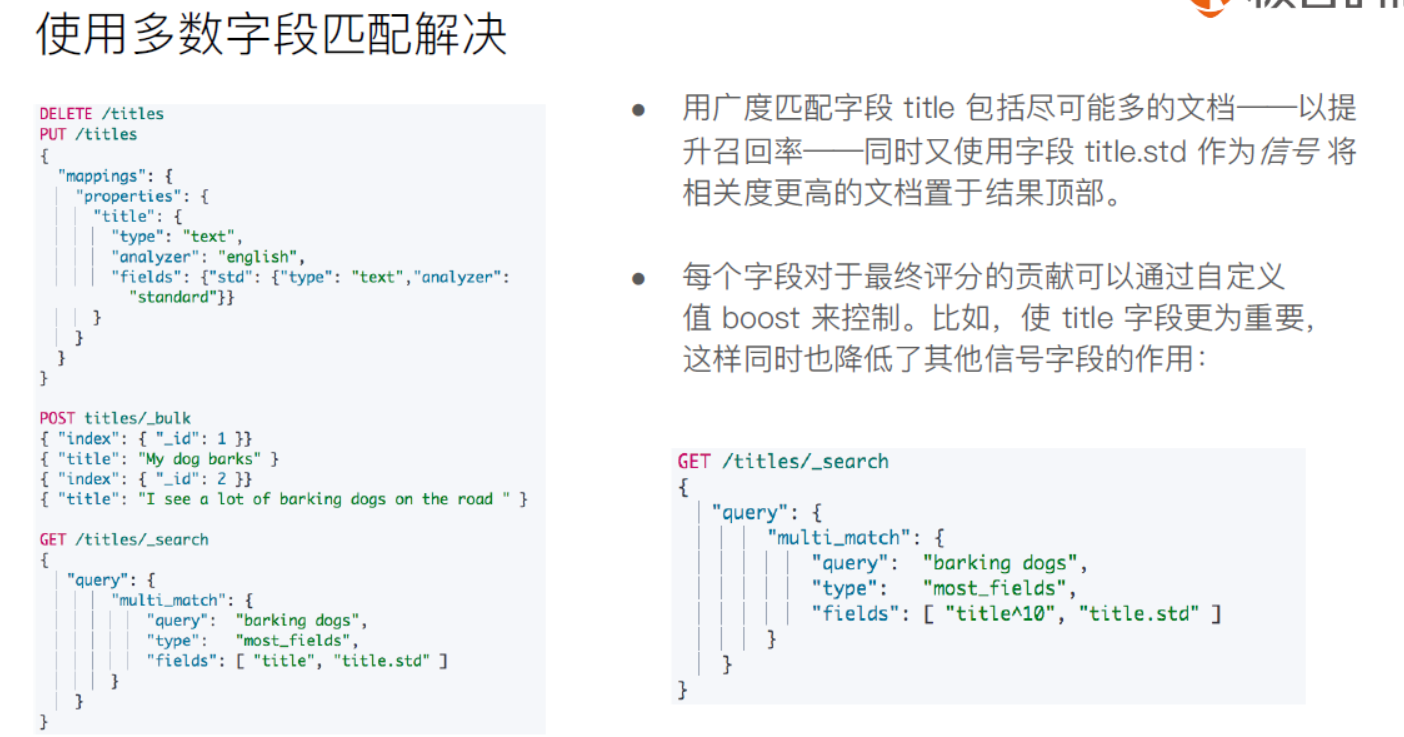 使用多数字段匹配解决
DELETE /titles
PUT /titles
{
"mappings": {
"properties": {
"title": {
"type": "text",
"analyzer": "english",
"fields": {"std": {"type": "text","analyzer":
"standard"}}
}
}
}
}
POST titles/_bulk
{ "index": { "_id": 1 }}
{ "title": "My dog barks" }
{ "index": { "_id": 2 }}
{ "title": "I see a lot of barking dogs on the road " }
GET /titles/_search
{
"query": {
"multi_match": {
"query": "barking dogs",
"type": "most_fields",
"fields": [ "title", "title.std" ]
}
}
}
● 用广度匹配字段 title 包括尽可能多的文档——以提
升召回率——同时又使用字段 title.std 作为信号 将
相关度更高的文档置于结果顶部。
● 每个字段对于最终评分的贡献可以通过自定义
值 boost 来控制。比如，使 title 字段更为重要，
这样同时也降低了其他信号字段的作用：
GET /titles/_search
{
"query": {
"multi_match": {
"query": "barking dogs",
"type": "most_fields",
"fields": [ "title^10", "title.std" ]
}
}
}